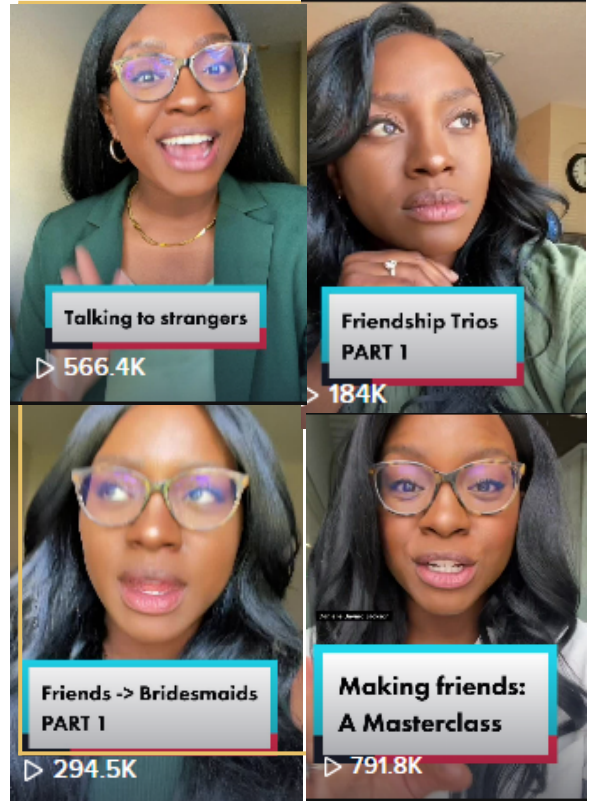 Talking to strangers
566.4K
Friendship Trios
PART 1
184K
Friends -> Bridesmaids
PART 1
294.5K
Making friends:
A Masterclass
791.8K